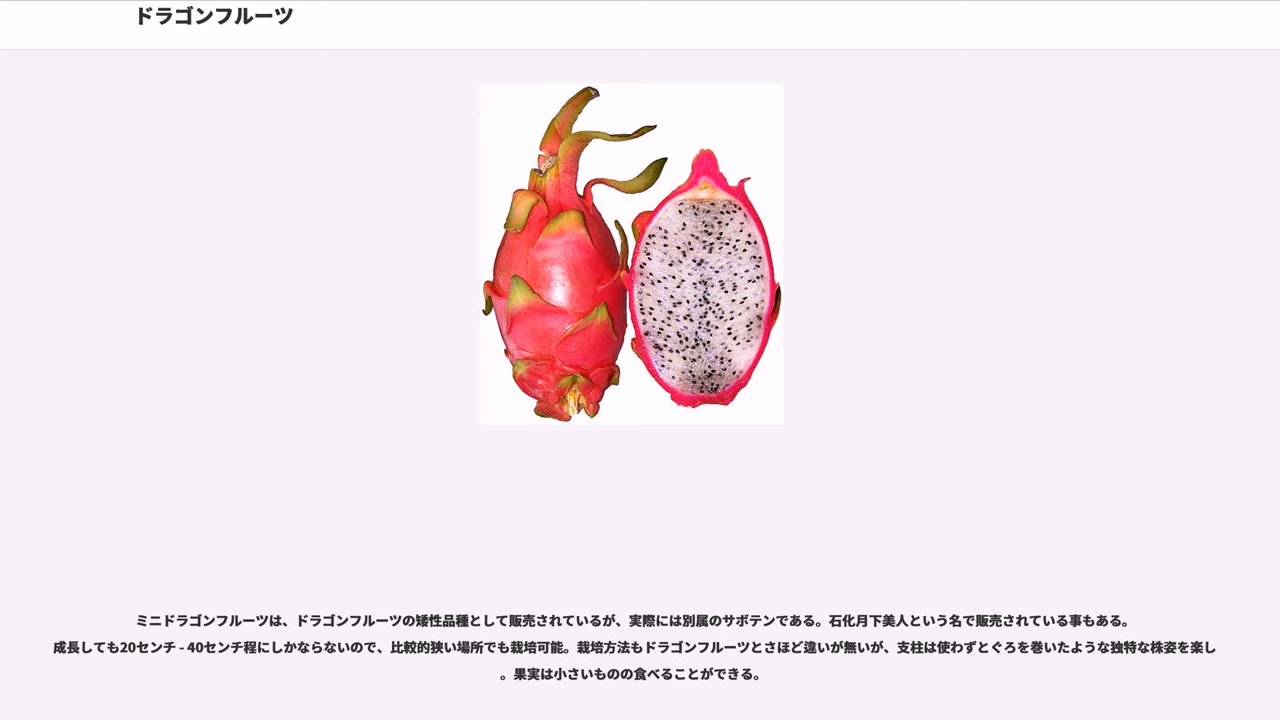 ドラゴンフルーツ
ミニドラゴンフルーツは、ドラゴンフルーツの矮性品種として販売されているが、実際には別属のサボテンである。石化月下美人という名で販売されている事もある。
成長しても20センチ - 40センチ程にしかならないので、比較的狭い場所でも栽培可能。栽培方法もドラゴンフルーツとさほど違いが無いが、支柱は使わずとぐろを巻いたような独特な株姿を楽し
。果実は小さいものの食べることができる。